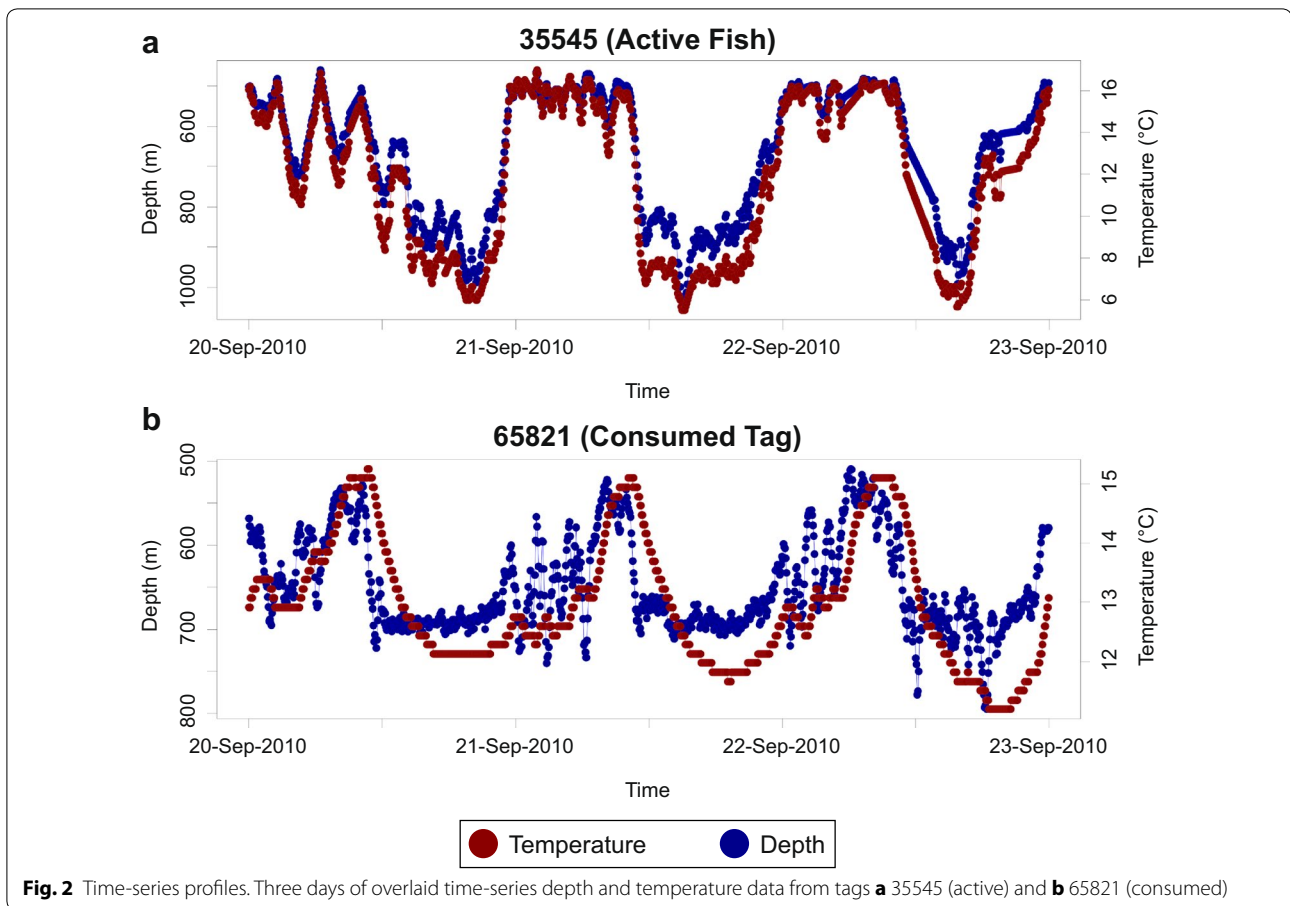 a
35545 (Active Fish)
Depth (m)
600
800
1000
16
14
12
10
8
6
Temperature (°C)
20-Sep-2010 21-Sep-2010 22-Sep-2010 23-Sep-2010
Time
b
65821 (Consumed Tag)
Depth (m)
500
600
700
800
15
14
13
12
Temperature (°C)
20-Sep-2010 21-Sep-2010 22-Sep-2010 23-Sep-2010
Time
Temperature Depth
Fig. 2 Time-series profiles. Three days of overlaid time-series depth and temperature data from tags a 35545 (active) and b 65821 (consumed)